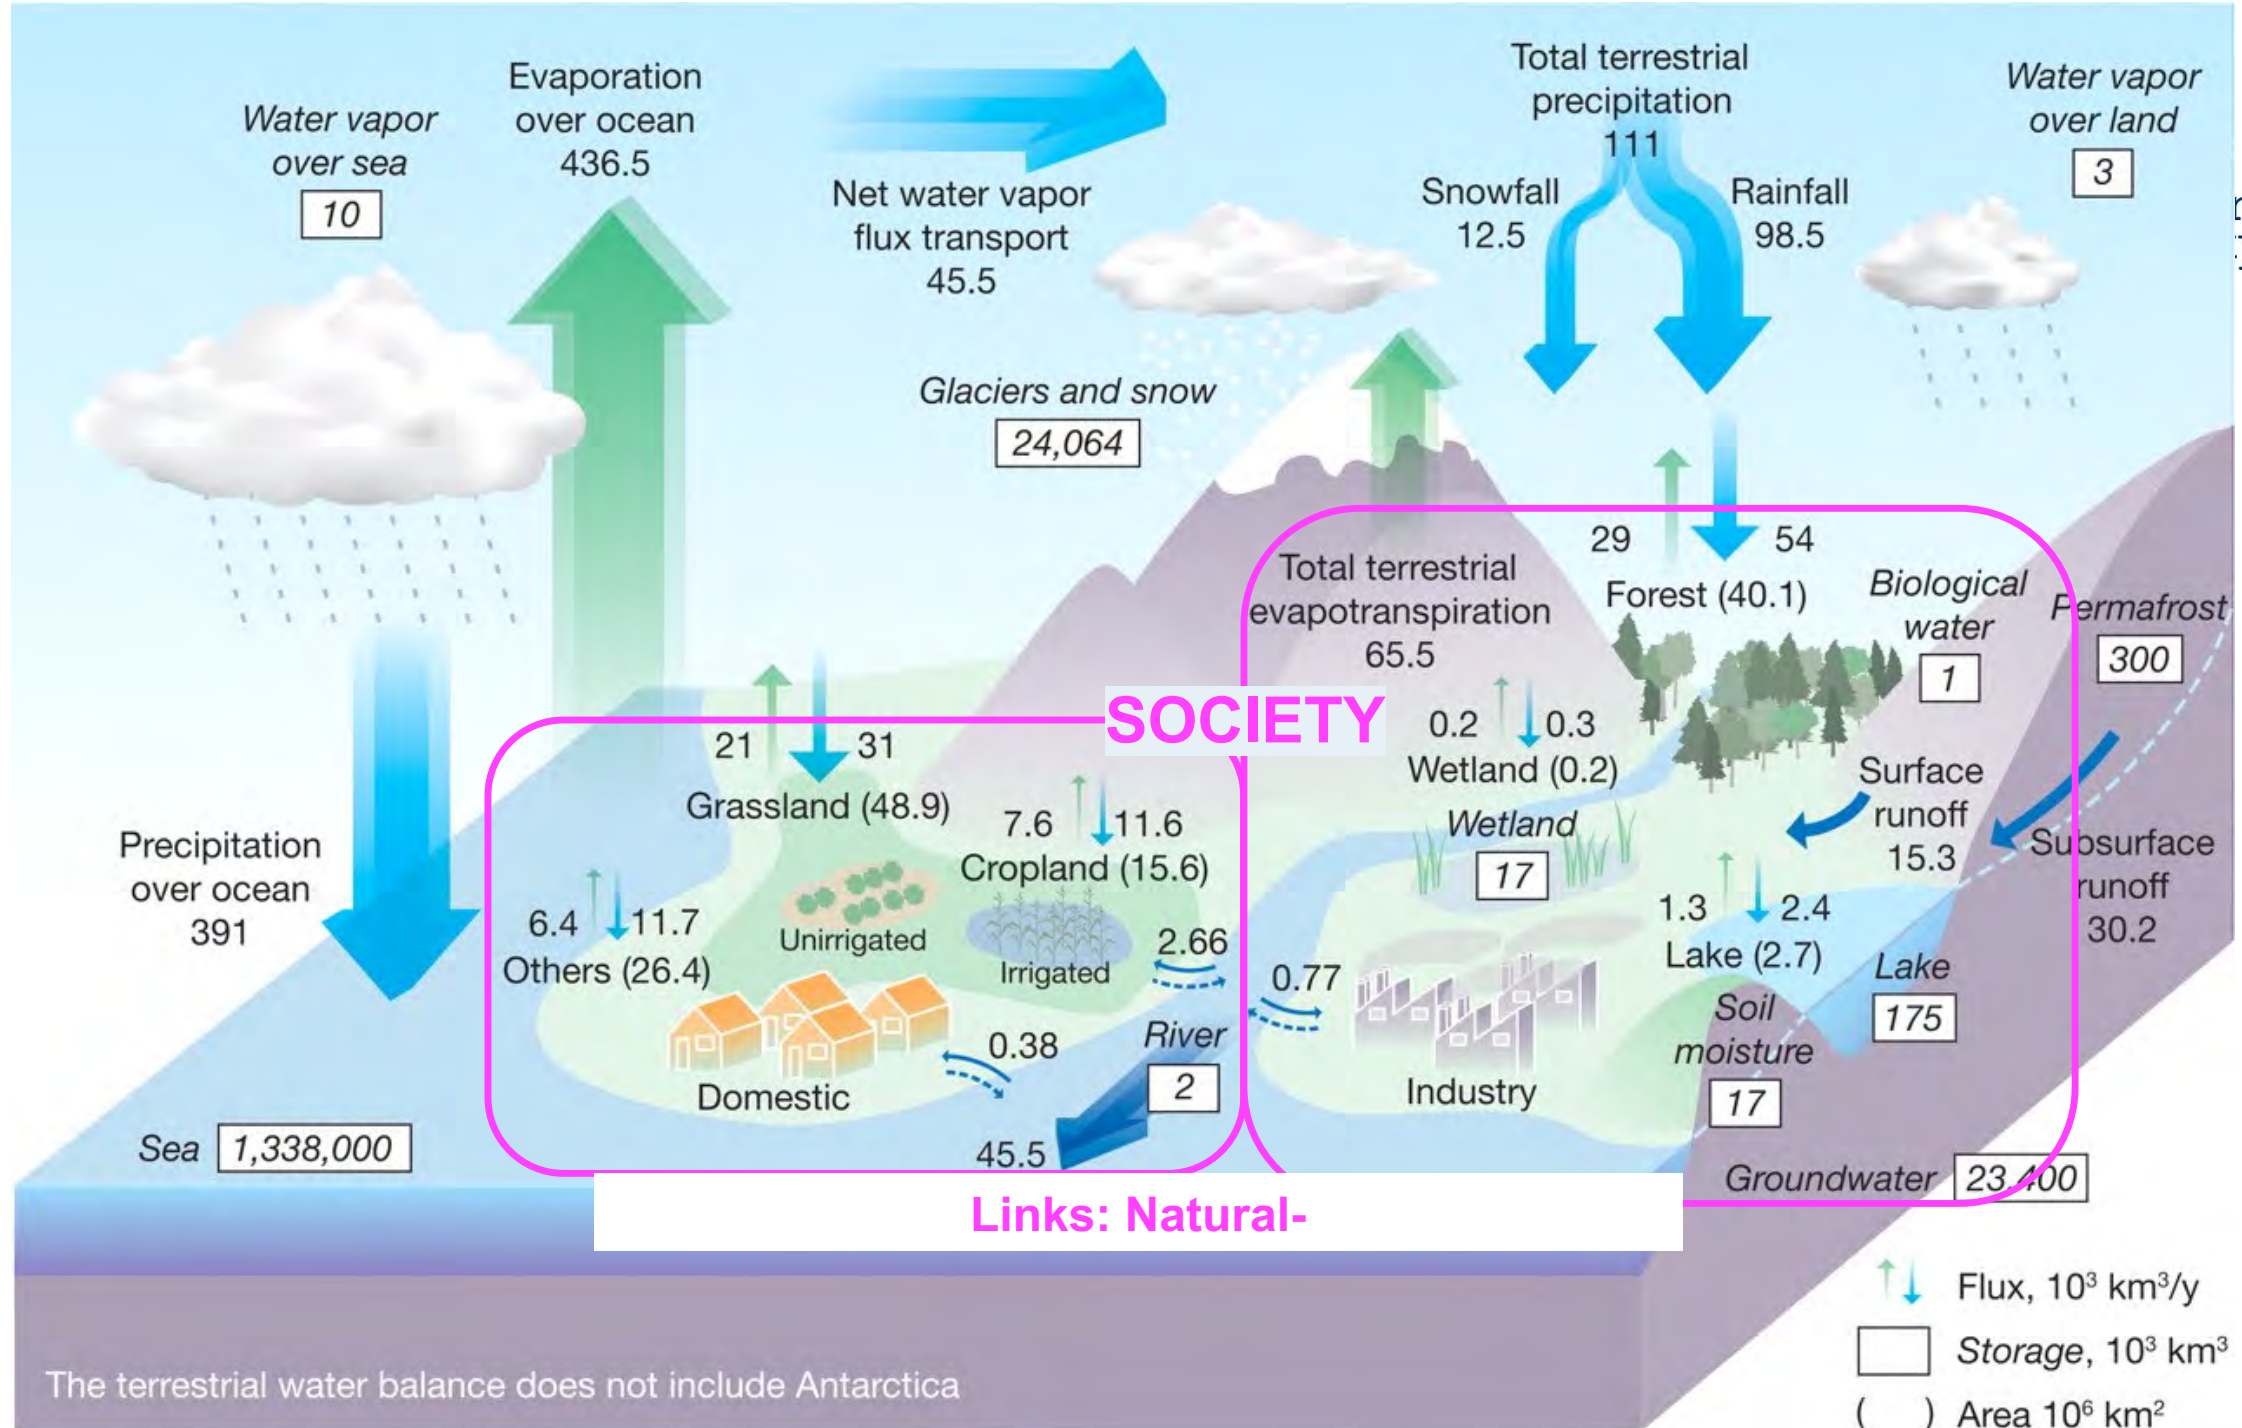 Water vapor
over sea
10
Evaporation
over ocean
436.5
Net water vapor
flux transport
45.5
Total terrestrial
precipitation
111
Snowfall
12.5
Rainfall
98.5
Water vapor
over land
3
Glaciers and snow
24,064
29
54
Forest (40.1)
Total terrestrial
evapotranspiration
65.5
Biological
water
1
Permafrost
300
SOCIETY
0.2
0.3
Wetland (0.2)
Wetland
17
21
31
Grassland (48.9)
7.6
11.6
Cropland (15.6)
Surface
runoff
15.3
Subsurface
runoff
30.2
Precipitation
over ocean
391
6.4
11.7
Others (26.4)
Unirrigated
Irrigated
2.66
0.77
1.3
2.4
Lake (2.7)
Lake
175
Soil
moisture
17
Domestic
0.38
River
2
Industry
45.5
Sea 1,338,000
Groundwater 23,400
Links: Natural-
Flux, 10³ km³/y
Storage, 10³ km³
( ) Area 10⁶ km²
The terrestrial water balance does not include Antarctica